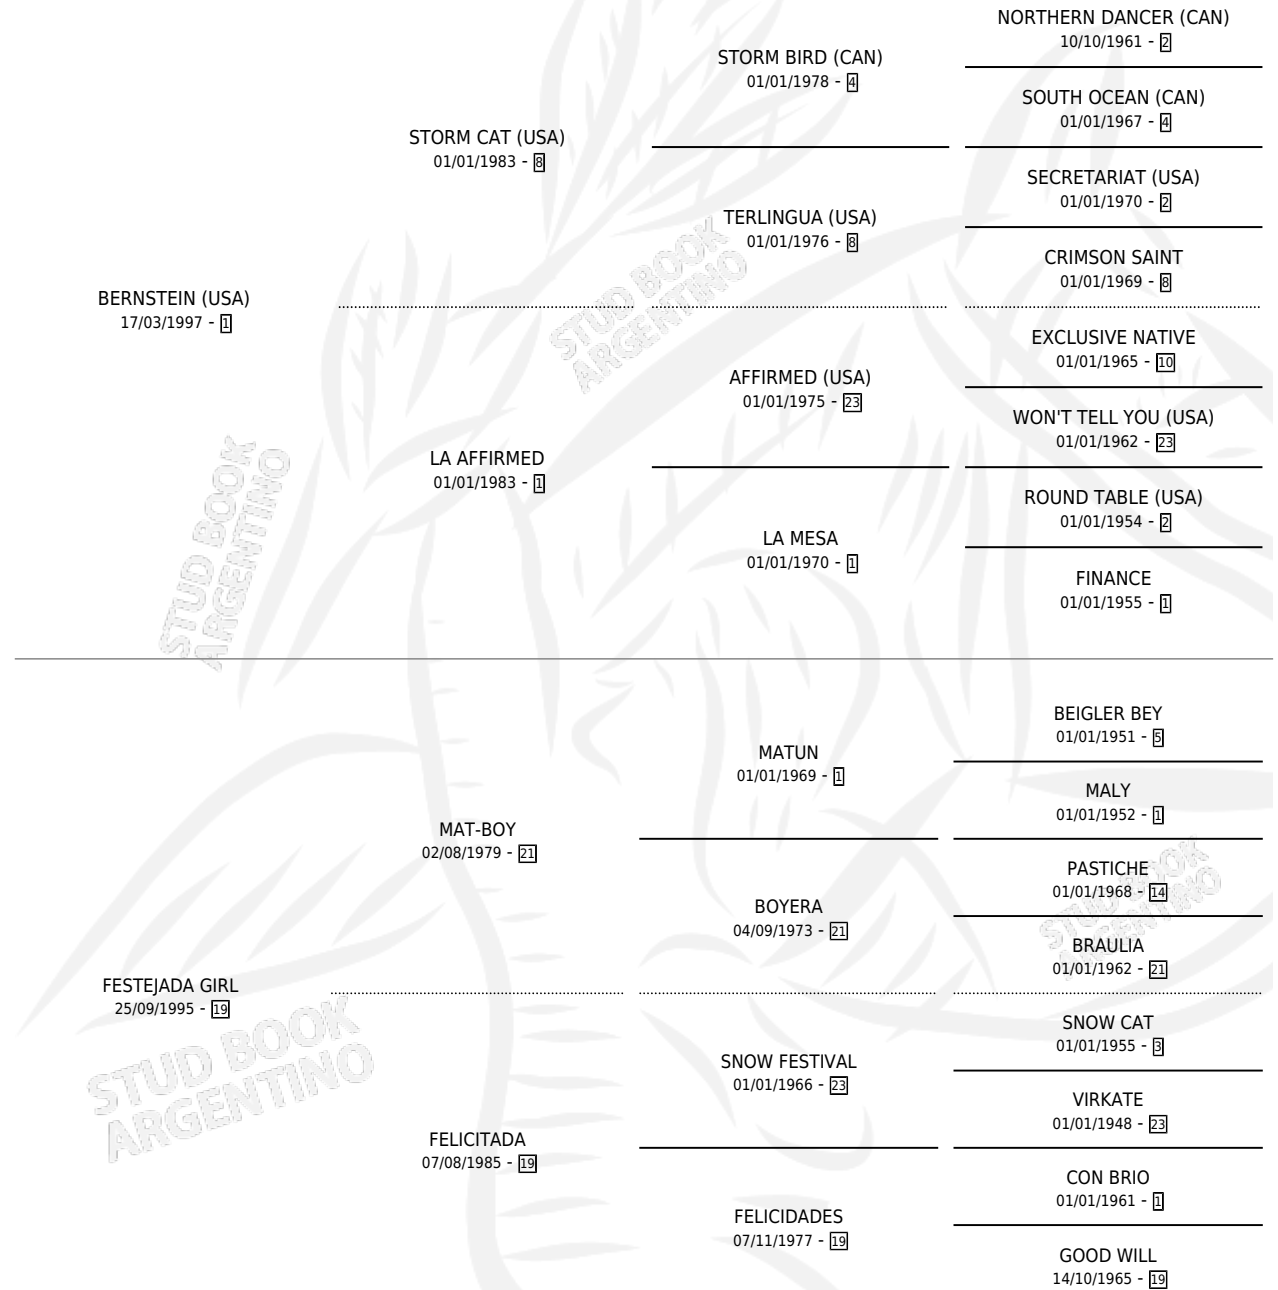 NORTHERN DANCER (CAN)
10/10/1961 - 2
STORM BIRD (CAN)
01/01/1978 - 4
SOUTH OCEAN (CAN)
01/01/1967 - 4
STORM CAT (USA)
01/01/1983 - 8
SECRETARIAT (USA)
01/01/1970 - 2
TERLINGUA (USA)
01/01/1976 - 8
CRIMSON SAINT
01/01/1969 - 8
BERNSTEIN (USA)
17/03/1997 - 1
EXCLUSIVE NATIVE
01/01/1965 - 10
AFFIRMED (USA)
01/01/1975 - 23
WON'T TELL YOU (USA)
01/01/1962 - 23
LA AFFIRMED
01/01/1983 - 1
ROUND TABLE (USA)
01/01/1954 - 2
LA MESA
01/01/1970 - 1
FINANCE
01/01/1955 - 1
BEIGLER BEY
01/01/1951 - 5
MATUN
01/01/1969 - 1
MALY
01/01/1952 - 1
MAT-BOY
02/08/1979 - 21
PASTICHE
01/01/1968 - 14
BOYERA
04/09/1973 - 21
BRAULIA
01/01/1962 - 21
FESTEJADA GIRL
25/09/1995 - 19
SNOW CAT
01/01/1955 - 3
SNOW FESTIVAL
01/01/1966 - 23
VIRKATE
01/01/1948 - 23
FELICITADA
07/08/1985 - 19
CON BRIO
01/01/1961 - 1
FELICIDADES
07/11/1977 - 19
GOOD WILL
14/10/1965 - 19
STUD BOOK
ARGENTINO
STUD BOOK
ARGENTINO
STUD BOOK
ARGENTINO
STUD BOOK
ARGENTINO